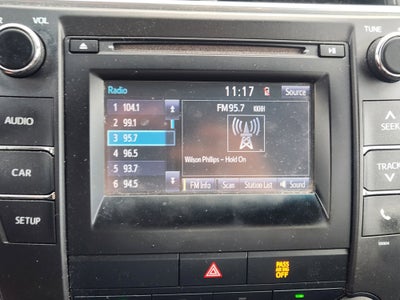 VOL
TUNE
Radio
11:17
Source
1 104.1
2 99.1
3 95.7
4 96.5
5 93.7
6 94.5
FM 95.7
Wilson Philips - Hold On
FM Info
Scan
Station List
Sound
AUDIO
CAR
SETUP
SEEK
TRACK
PASS
AIR BAG
OFF